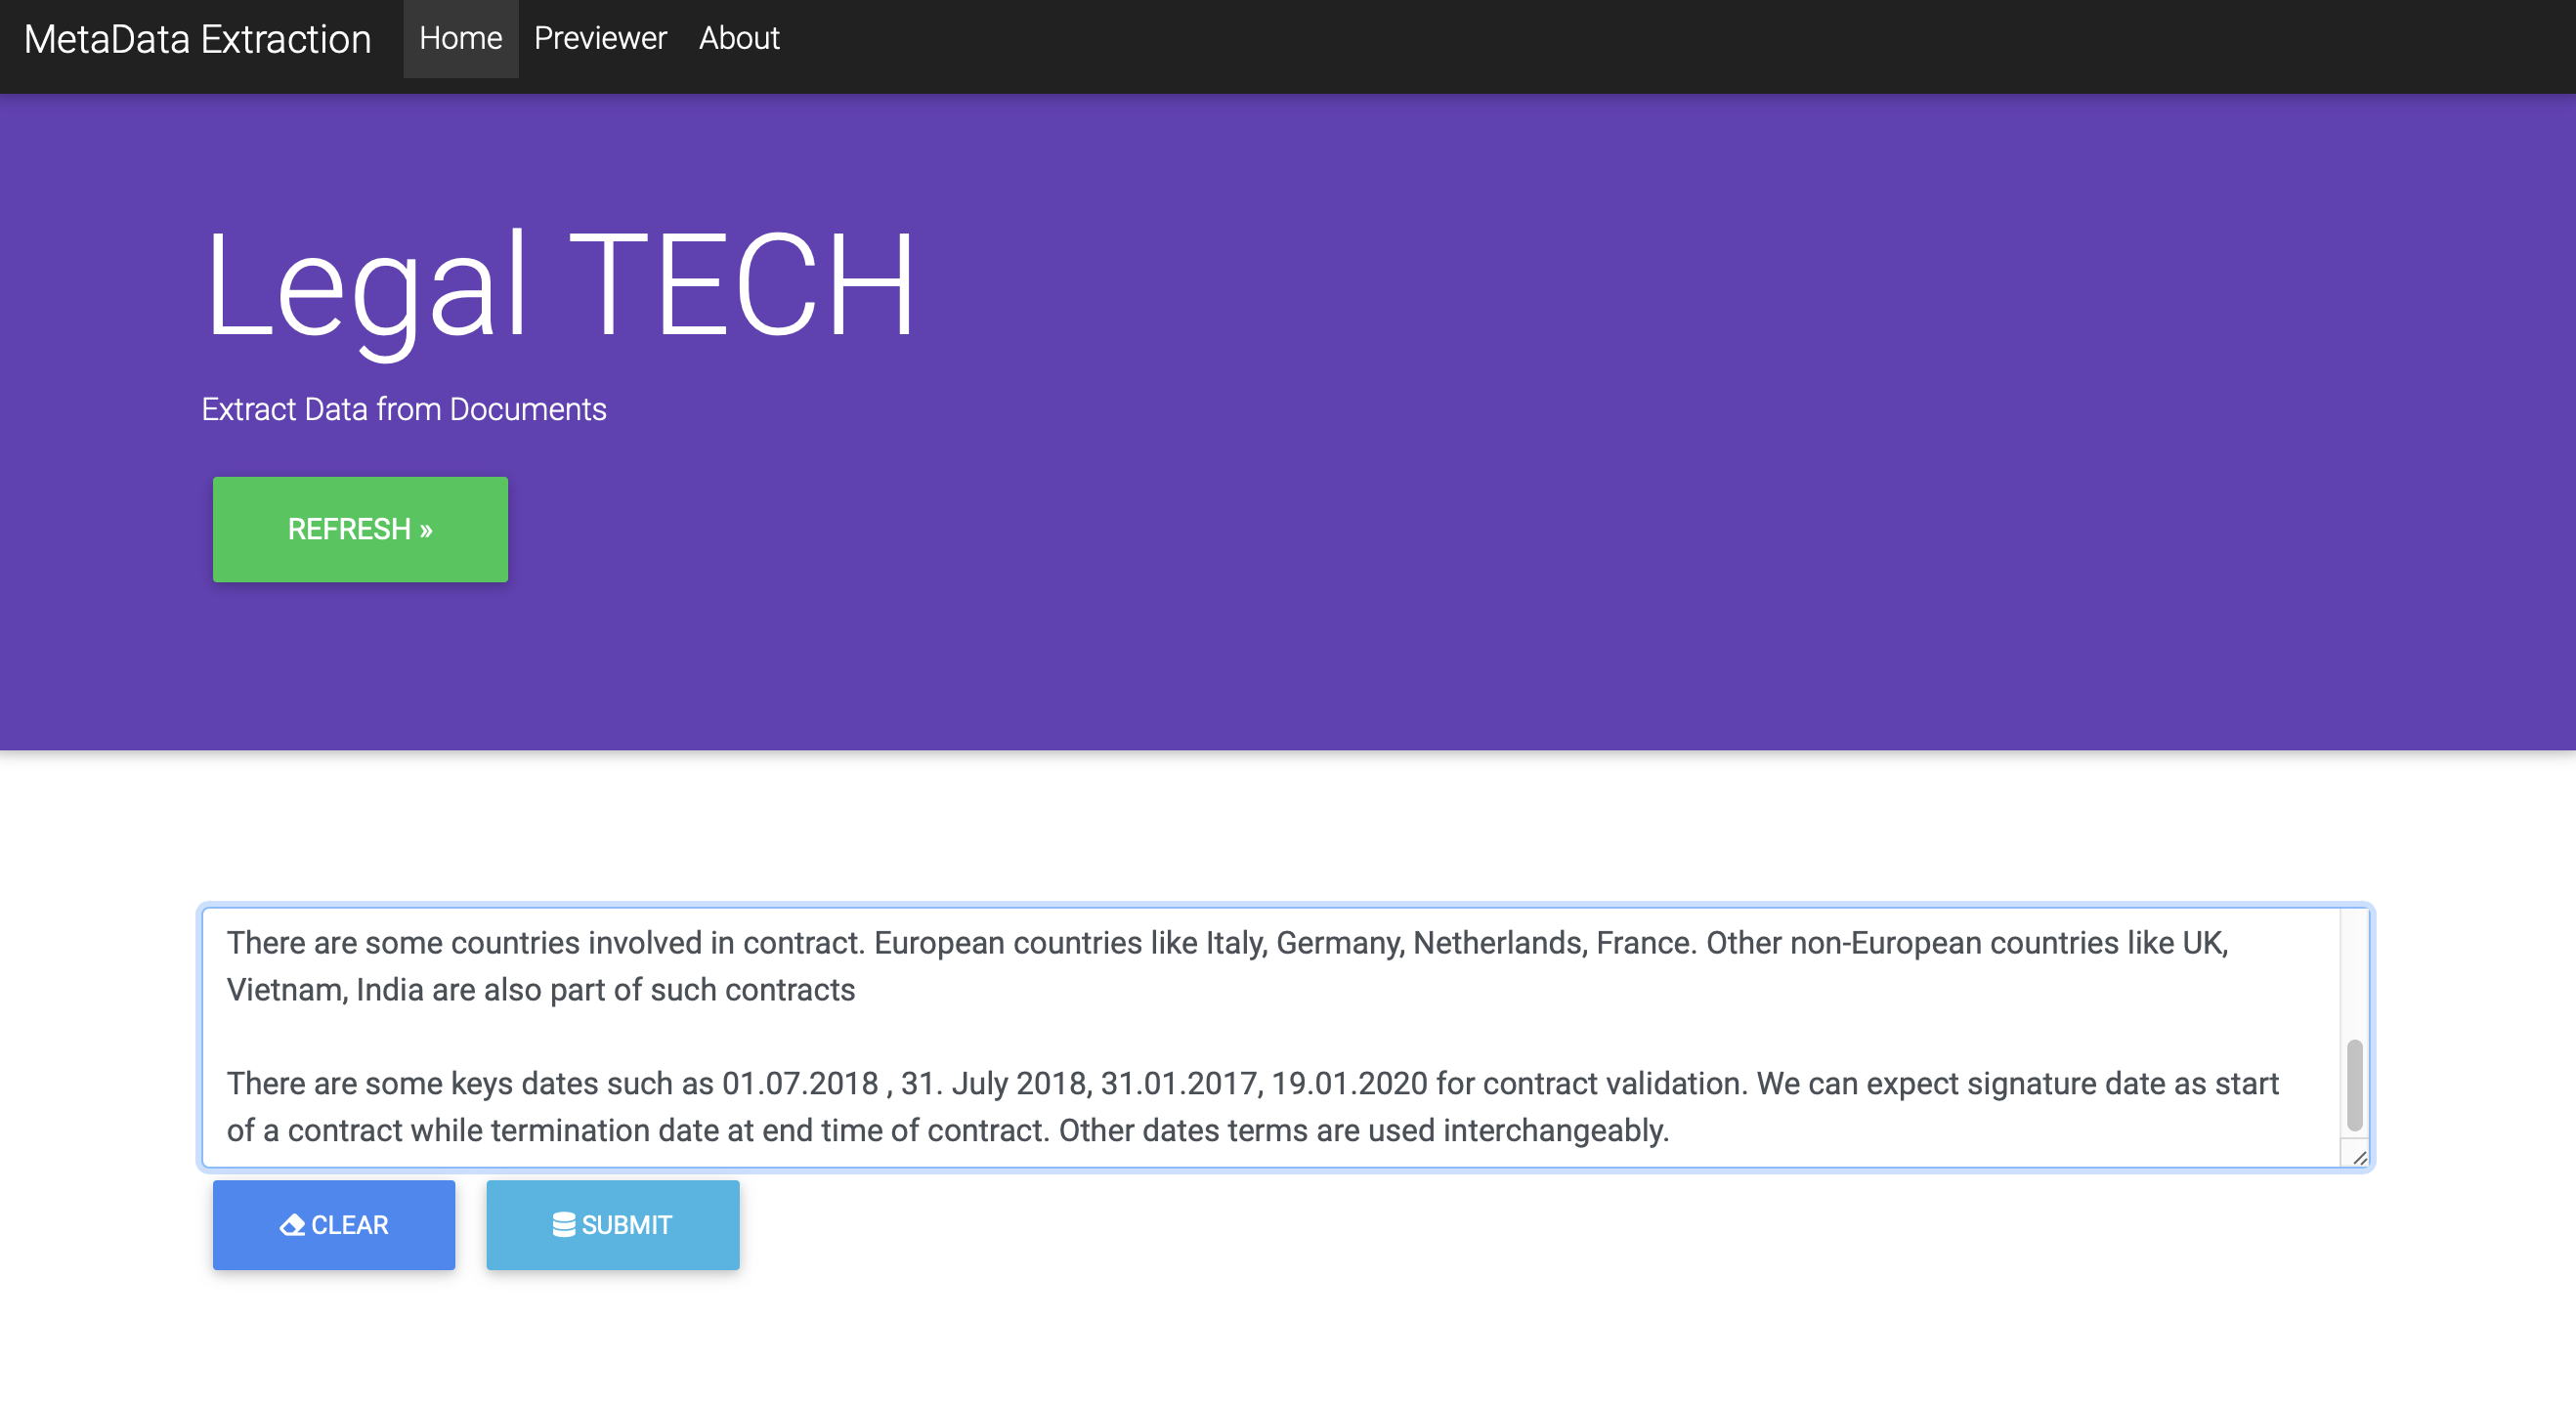 MetaData Extraction Home Previewer About
Legal TECH
Extract Data from Documents
REFRESH »
There are some countries involved in contract. European countries like Italy, Germany, Netherlands, France. Other non-European countries like UK,
Vietnam, India are also part of such contracts
There are some keys dates such as 01.07.2018 , 31. July 2018, 31.01.2017, 19.01.2020 for contract validation. We can expect signature date as start
of a contract while termination date at end time of contract. Other dates terms are used interchangeably.
CLEAR SUBMIT